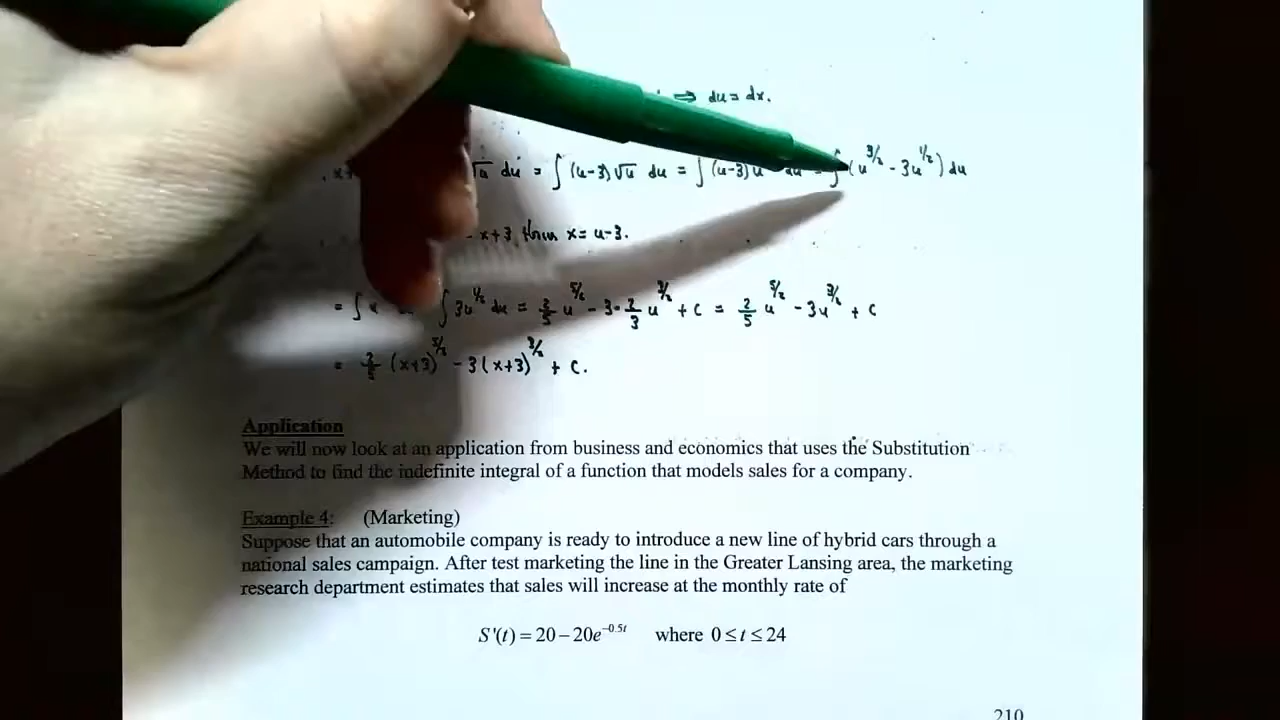 ⇒ du = dx.
√u du = ∫(u-3)√u du = ∫(u-3)u du = ∫(u^3/2 - 3u^1/2) du
x+3, then x = u-3.
= ∫ ∫ 3u^1/2 du = 2/5 u^5/2 - 3·2/3 u^3/2 + C = 2/5 u^5/2 - 3u^3/2 + C
= 2/5 (x+3)^5/2 - 3(x+3)^3/2 + C.
Application
We will now look at an application from business and economics that uses the Substitution
Method to find the indefinite integral of a function that models sales for a company.
Example 4: (Marketing)
Suppose that an automobile company is ready to introduce a new line of hybrid cars through a
national sales campaign. After test marketing the line in the Greater Lansing area, the marketing
research department estimates that sales will increase at the monthly rate of
S'(t) = 20 − 20e^−0.5t where 0 ≤ t ≤ 24
210